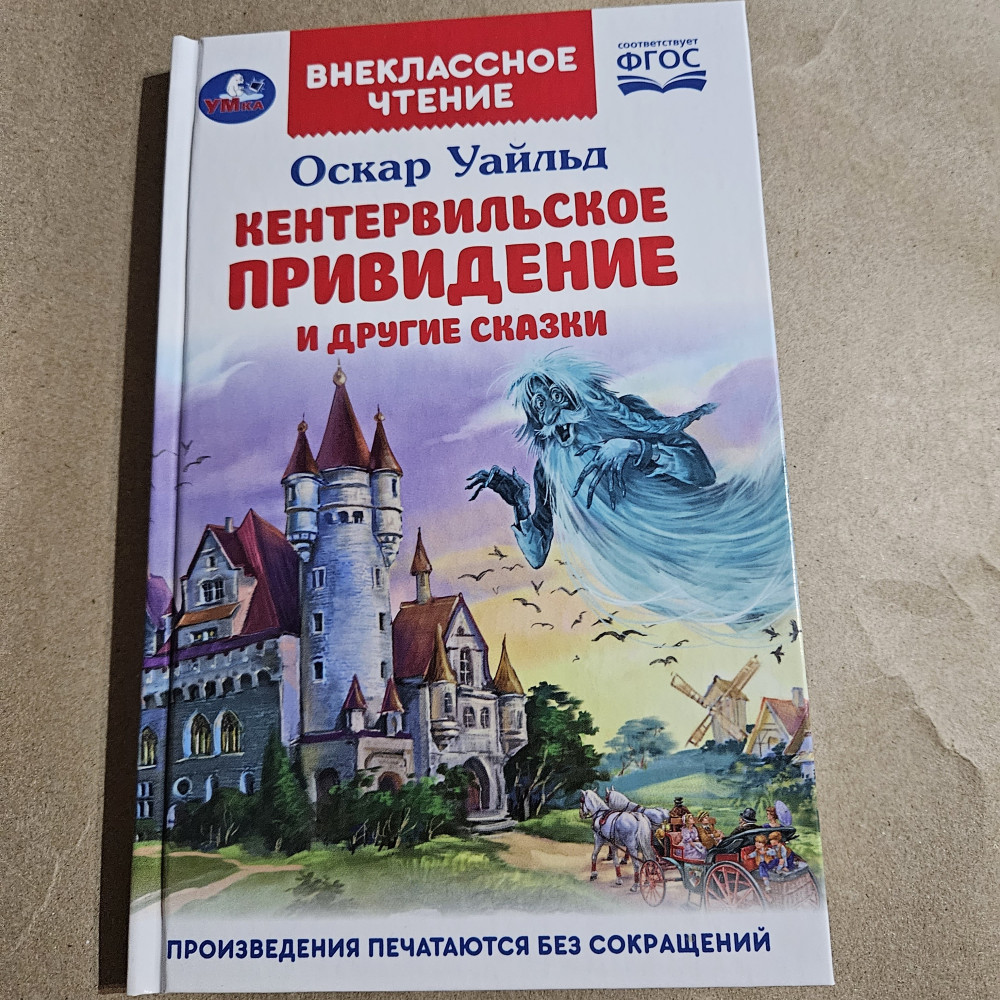 соответствует
ФГОС
УМка
ВНЕКЛАССНОЕ
ЧТЕНИЕ
Оскар Уайльд
КЕНТЕРВИЛЬСКОЕ
ПРИВИДЕНИЕ
И ДРУГИЕ СКАЗКИ
ПРОИЗВЕДЕНИЯ ПЕЧАТАЮТСЯ БЕЗ СОКРАЩЕНИЙ